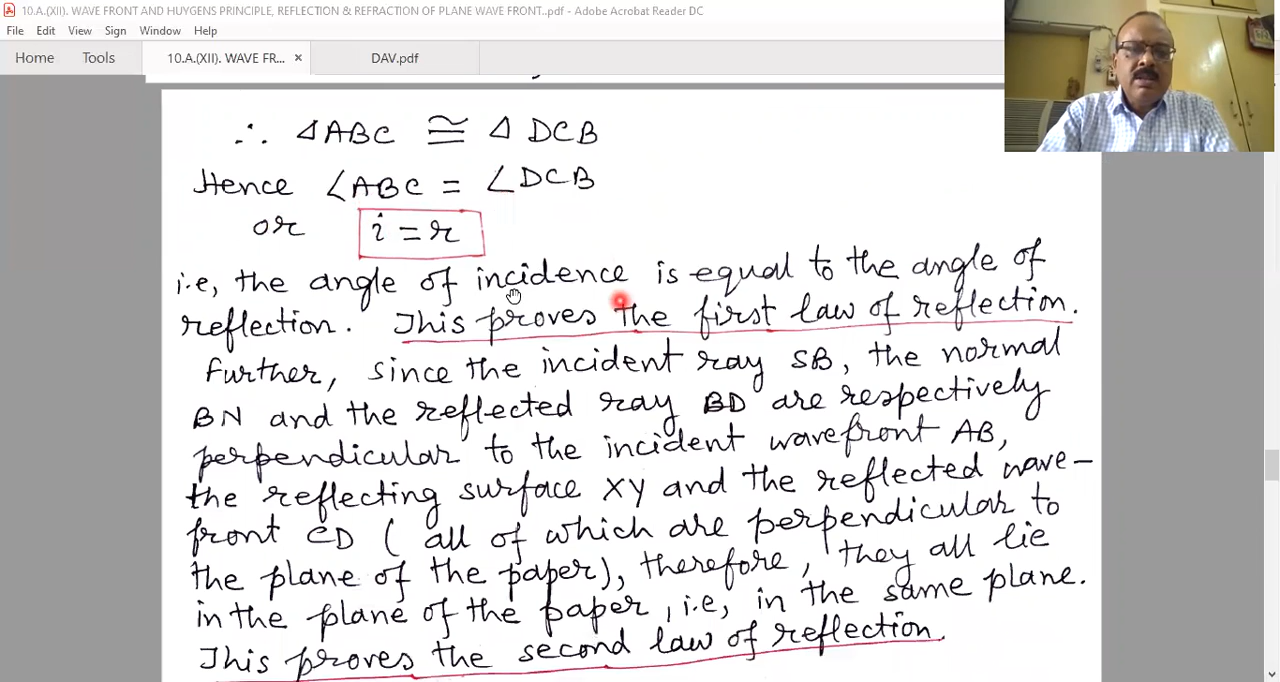 10.A.(XII). WAVE FRONT AND HUYGENS PRINCIPLE, REFLECTION & REFRACTION OF PLANE WAVE FRONT..pdf - Adobe Acrobat Reader DC
File Edit View Sign Window Help
Home Tools 10.A.(XII). WAVE FR... × DAV.pdf
∴ △ABC ≅ △ DCB
Hence ∠ABC = ∠DCB
or i = r
i.e, the angle of incidence is equal to the angle of
reflection. This proves the first law of reflection.
Further, since the incident ray SB, the normal
BN and the reflected ray BD are respectively
perpendicular to the incident wavefront AB,
the reflecting surface XY and the reflected wave-
front CD ( all of which are perpendicular to
the plane of the paper), therefore, they all lie
in the plane of the paper, i.e, in the same plane.
This proves the second law of reflection.